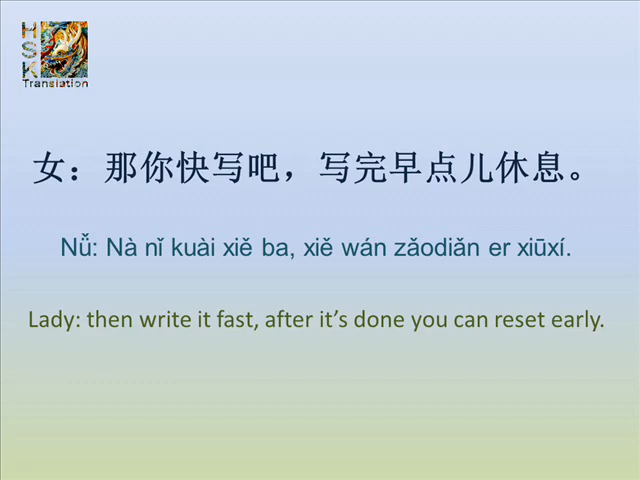 HSK
Translation
女：那你快写吧，写完早点儿休息。
Nǚ: Nà nǐ kuài xiě ba, xiě wán zǎodiǎn er xiūxí.
Lady: then write it fast, after it’s done you can reset early.